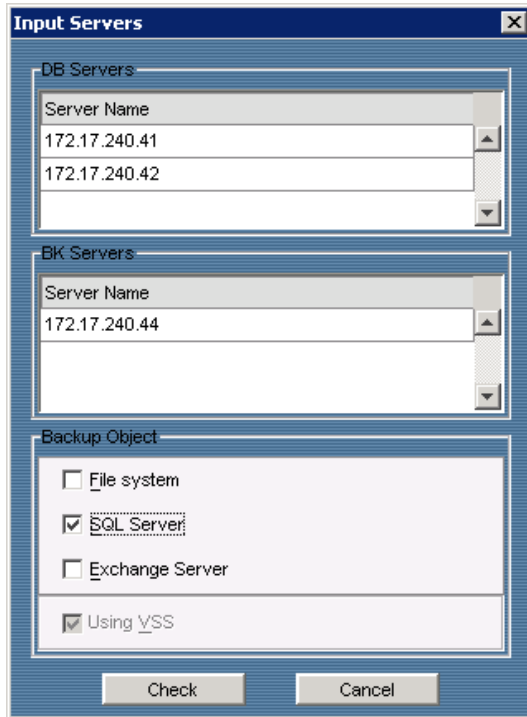 Input Servers
DB Servers
Server Name
172.17.240.41
172.17.240.42
BK Servers
Server Name
172.17.240.44
Backup Object
File system
SQL Server
Exchange Server
Using VSS
Check Cancel